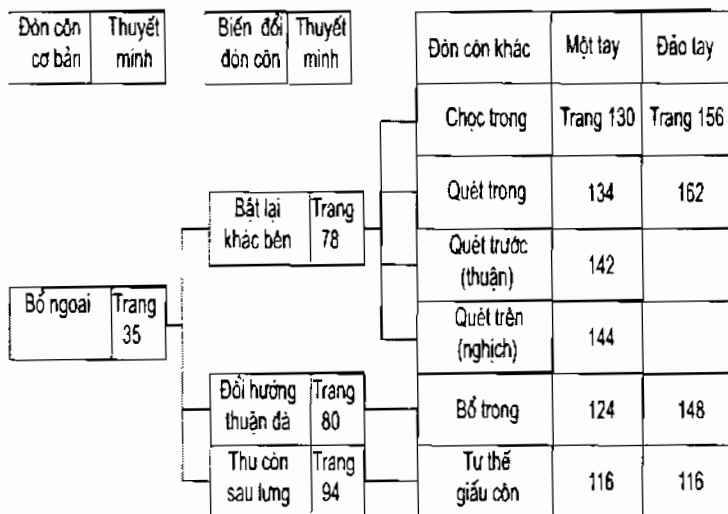 Đòn côn Thuyết Biến đổi Thuyết
cơ bản minh đòn côn minh
Đòn côn khác Một tay Đảo tay
Chọc trong Trang 130 Trang 156
Bật lại Trang
khác bên 78
Quét trong 134 162
Quét trước
(thuận) 142
Bổ ngoai Trang
35
Quét trên
(nghịch) 144
Đổi hướng Trang
thuận đà 80
Bổ trong 124 148
Thu còn Trang
sau lưng 94
Tư thế
giấu côn 116 116